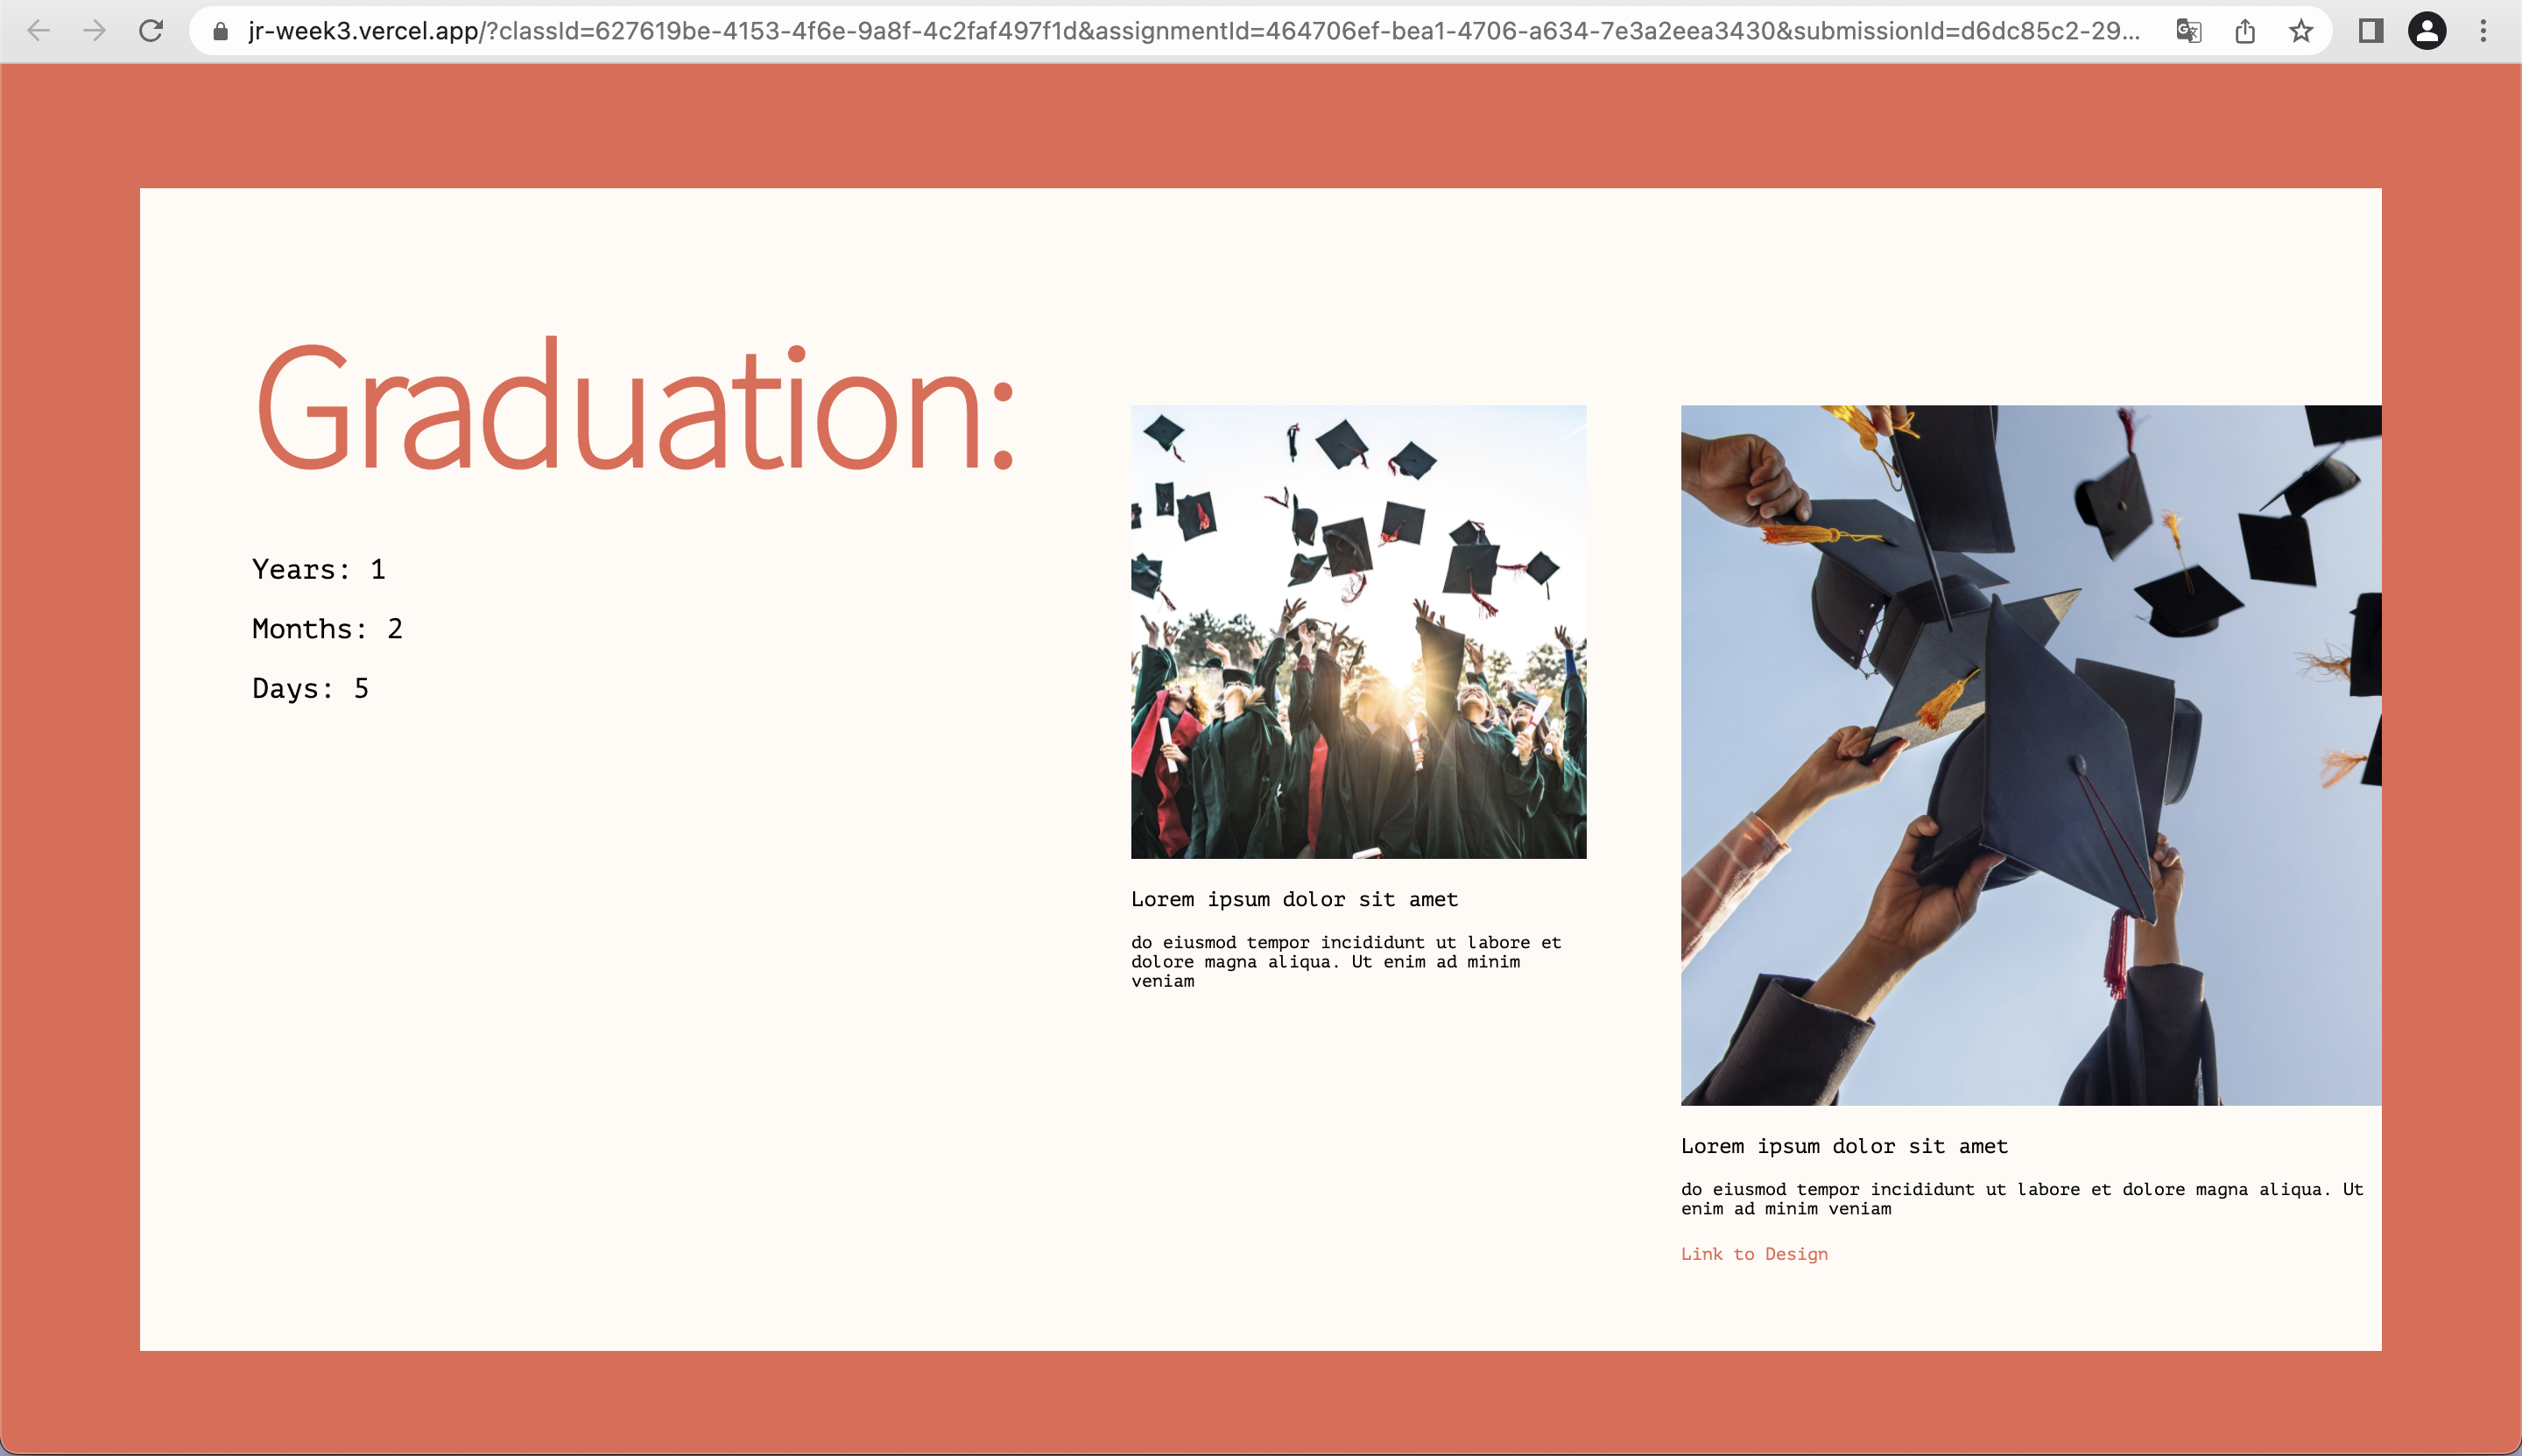 jr-week3.vercel.app/?classId=627619be-4153-4f6e-9a8f-4c2faf497f1d&assignmentId=464706ef-bea1-4706-a634-7e3a2eea3430&submissionId=d6dc85c2-29...
Graduation:
Years: 1
Months: 2
Days: 5
Lorem ipsum dolor sit amet
do eiusmod tempor incididunt ut labore et
dolore magna aliqua. Ut enim ad minim
veniam
Lorem ipsum dolor sit amet
do eiusmod tempor incididunt ut labore et dolore magna aliqua. Ut
enim ad minim veniam
Link to Design